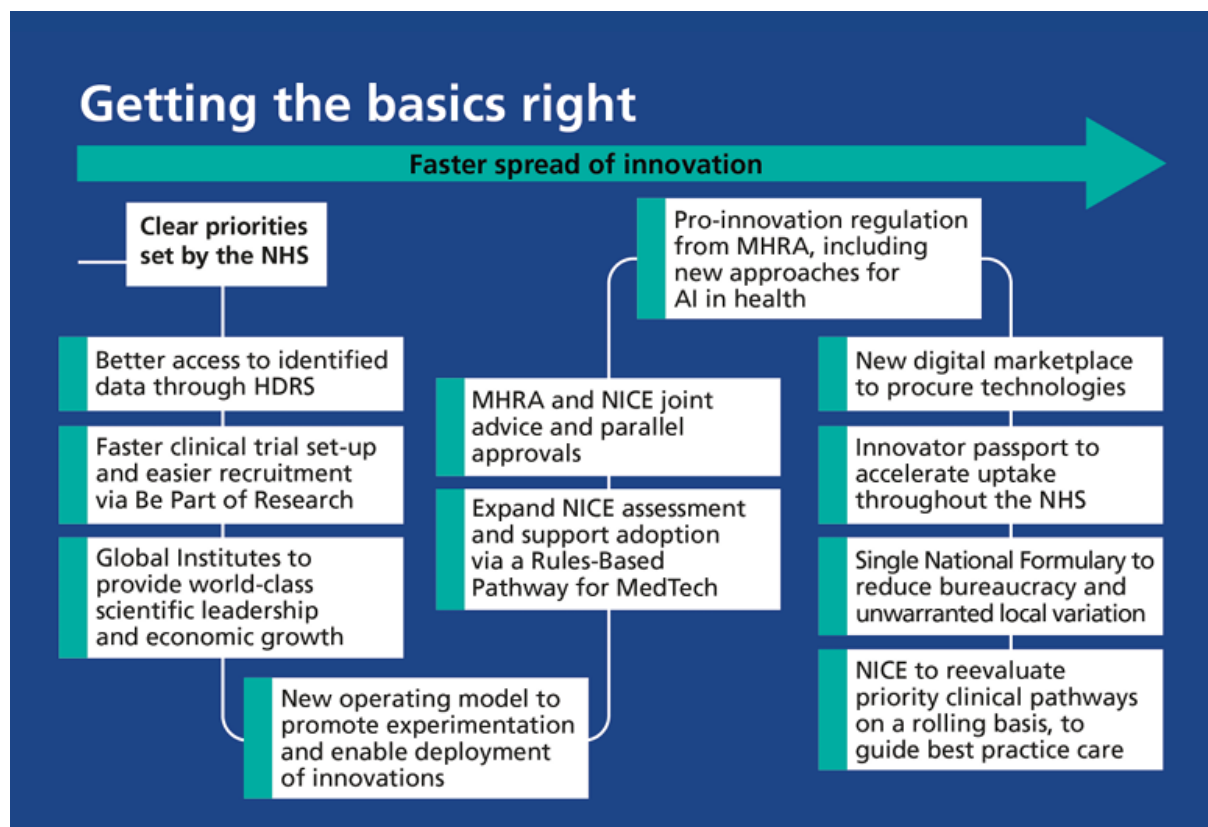 Getting the basics right
Faster spread of innovation
Clear priorities
set by the NHS
Better access to identified
data through HDRS
Faster clinical trial set-up
and easier recruitment
via Be Part of Research
Global Institutes to
provide world-class
scientific leadership
and economic growth
New operating model to
promote experimentation
and enable deployment
of innovations
Expand NICE assessment
and support adoption
via a Rules-Based
Pathway for MedTech
MHRA and NICE joint
advice and parallel
approvals
Pro-innovation regulation
from MHRA, including
new approaches for
AI in health
New digital marketplace
to procure technologies
Innovator passport to
accelerate uptake
throughout the NHS
Single National Formulary to
reduce bureaucracy and
unwarranted local variation
NICE to reevaluate
priority clinical pathways
on a rolling basis, to
guide best practice care